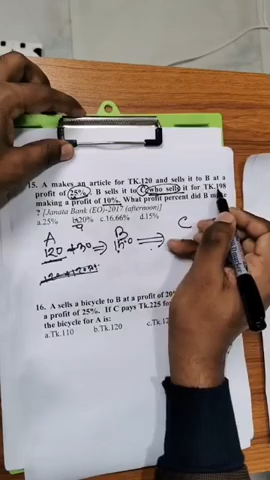 15. A makes an article for TK.120 and sells it to B at a
profit of 25%. B sells it to C who sells it for TK.198
making a profit of 10%. What profit percent did B
? [Janata Bank (EO)-2017 (afternoon)]
a.25% b.20% c.16.66% d.15%
A B C
120 + 30 ⇒ 150 ⇒
16. A sells a bicycle to B at a profit of 20%
a profit of 25%. If C pays Tk.225 for
the bicycle for A is:
a.Tk.110 b.Tk.120 c.Tk.12